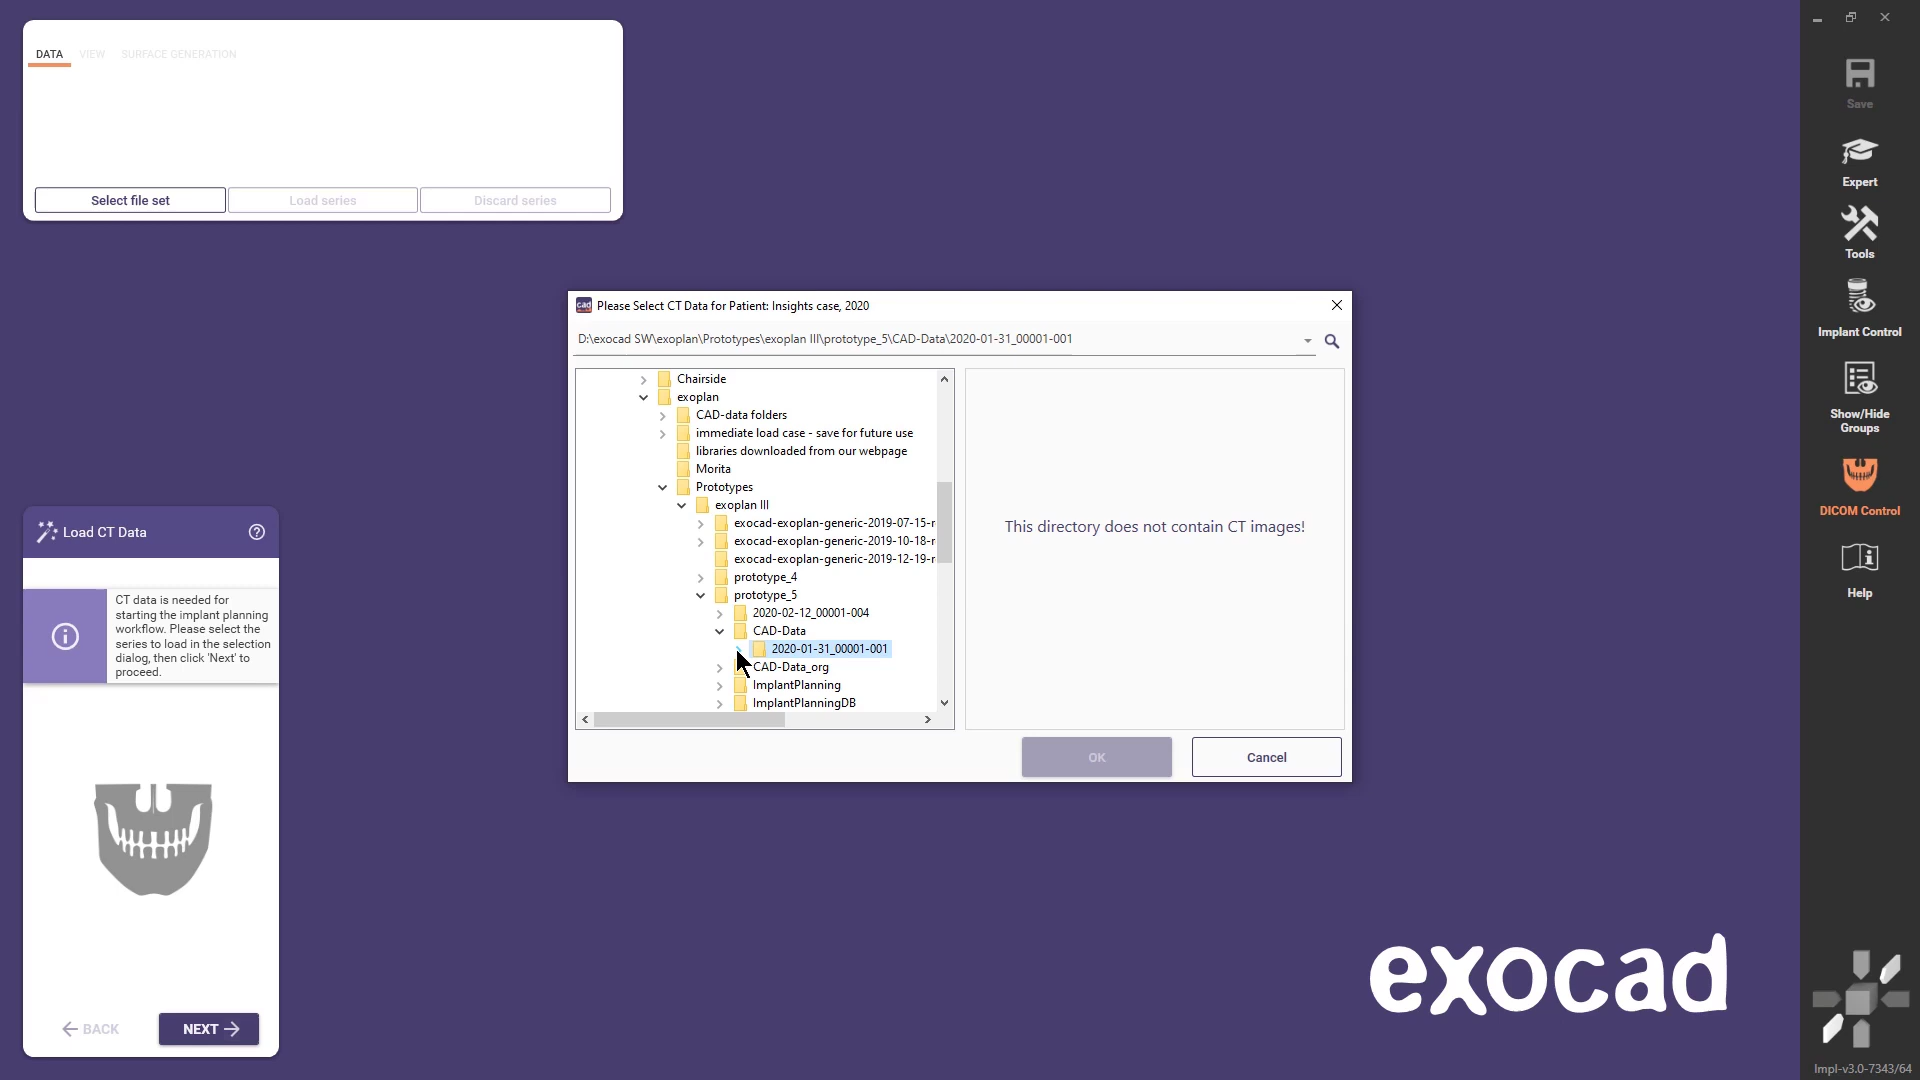 DATA VIEW SURFACE GENERATION
Select file set Load series Discard series
Save
Expert
Tools
Implant Control
Show/Hide
Groups
DICOM Control
Help
cad Please Select CT Data for Patient: Insights case, 2020
D:\exocad SW\exoplan\Prototypes\exoplan III\prototype_5\CAD-Data\2020-01-31_00001-001
Chairside
exoplan
CAD-data folders
immediate load case - save for future use
libraries downloaded from our webpage
Morita
Prototypes
exoplan III
exocad-exoplan-generic-2019-07-15-r
exocad-exoplan-generic-2019-10-18-r
exocad-exoplan-generic-2019-12-19-r
prototype_4
prototype_5
2020-02-12_00001-004
CAD-Data
2020-01-31_00001-001
CAD-Data_org
ImplantPlanning
ImplantPlanningDB
This directory does not contain CT images!
OK Cancel
Load CT Data
CT data is needed for
starting the implant planning
workflow. Please select the
series to load in the selection
dialog, then click 'Next' to
proceed.
BACK NEXT
exocad
Impl-v3.0-7343/64